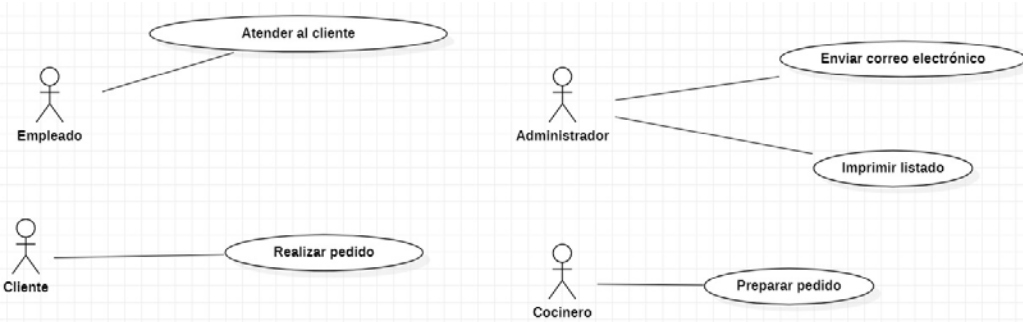 Atender al cliente
Empleado
Enviar correo electrónico
Administrador
Imprimir listado
Realizar pedido
Cliente
Preparar pedido
Cocinero